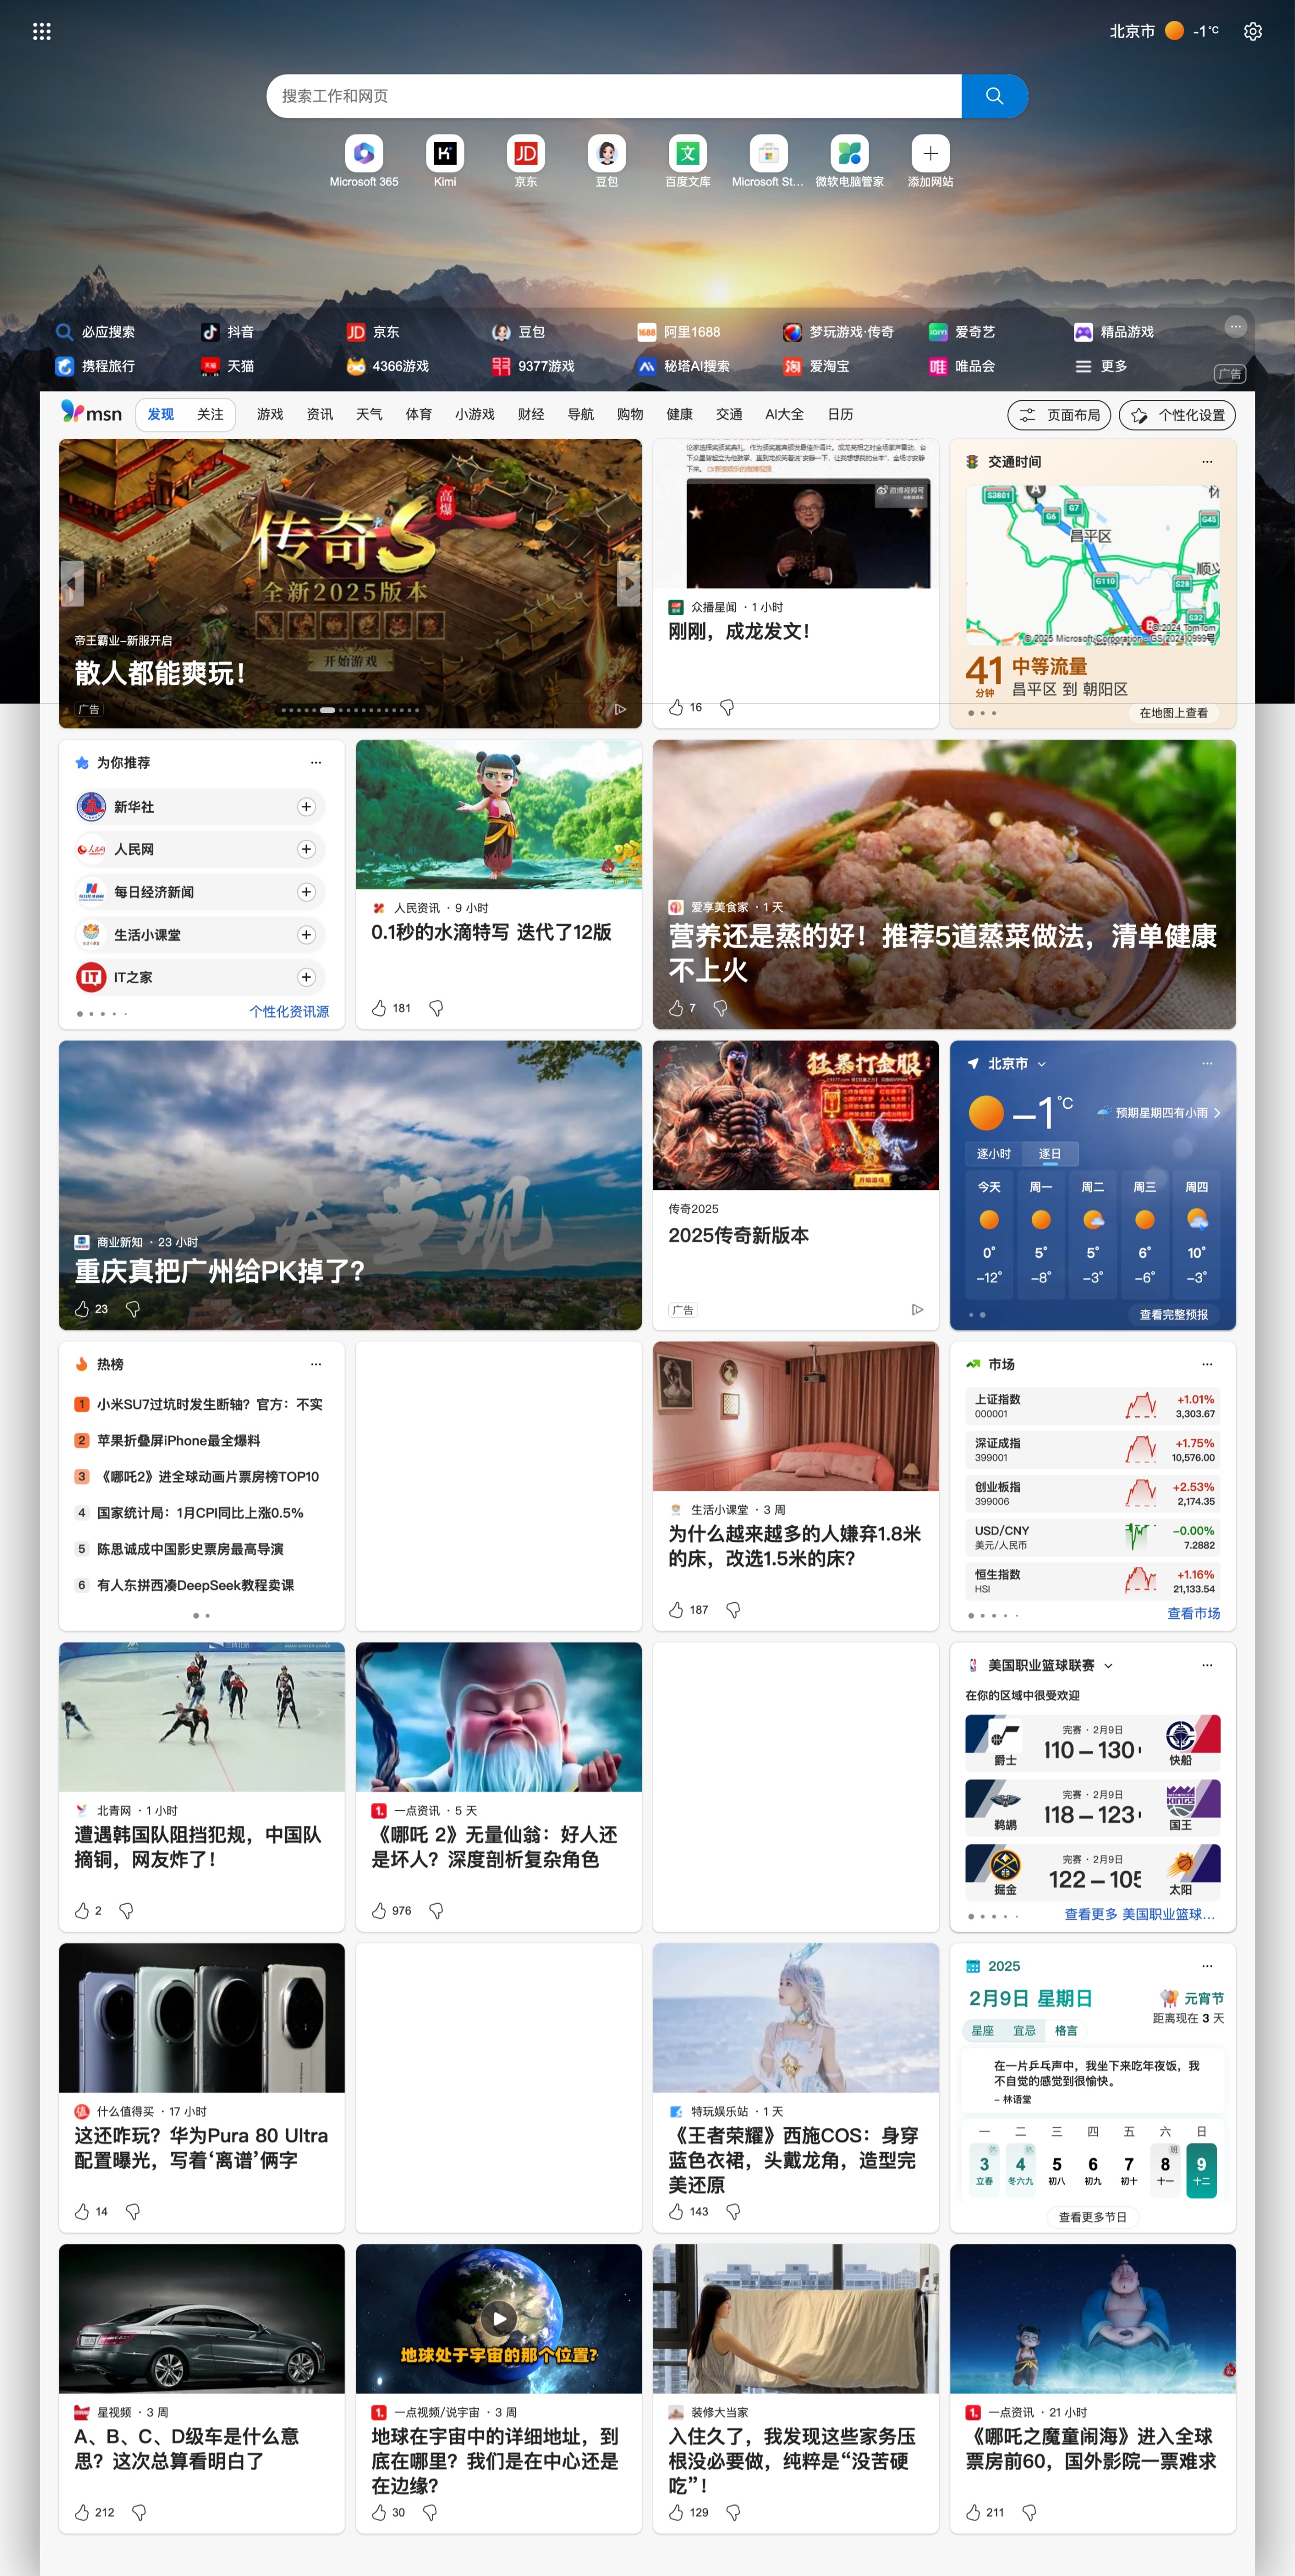 北京市 -1°C
搜索工作和网页
Microsoft 365
Kimi
京东
豆包
百度文库
Microsoft St...
微软电脑管家
添加网站
必应搜索 抖音 京东 豆包 阿里1688 梦玩游戏·传奇 爱奇艺 精品游戏
携程旅行 天猫 4366游戏 9377游戏 秘塔AI搜索 爱淘宝 唯品会 更多
广告
msn 发现 关注 游戏 资讯 天气 体育 小游戏 财经 导航 购物 健康 交通 AI大全 日历 页面布局 个性化设置
高爆
传奇S
全新2025版本
开始游戏
帝王霸业-新服开启
散人都能爽玩！
广告
众播星闻 · 1 小时
刚刚，成龙发文！
16
交通时间
S3801
A
G6
G7
G45
昌平区
顺义
G110
S28
S32
B
© 2024 TomTom
© 2025 Microsoft Corporation - GS(2024)0999号
41 分钟
中等流量
昌平区 到 朝阳区
在地图上查看
为你推荐
新华社
人民网
每日经济新闻
生活小课堂
IT之家
个性化资讯源
人民资讯 · 9 小时
0.1秒的水滴特写 迭代了12版
181
爱享美食家 · 1 天
营养还是蒸的好！推荐5道蒸菜做法，清单健康
不上火
7
商业新知 · 23 小时
重庆真把广州给PK掉了？
23
狂暴打金服
开始游戏
传奇2025
2025传奇新版本
广告
北京市
-1°C
预期星期四有小雨
逐小时 逐日
今天 周一 周二 周三 周四
0° 5° 5° 6° 10°
-12° -8° -3° -6° -3°
查看完整预报
热榜
1 小米SU7过坑时发生断轴？官方：不实
2 苹果折叠屏iPhone最全爆料
3 《哪吒2》进全球动画片票房榜TOP10
4 国家统计局：1月CPI同比上涨0.5%
5 陈思诚成中国影史票房最高导演
6 有人东拼西凑DeepSeek教程卖课
生活小课堂 · 3 周
为什么越来越多的人嫌弃1.8米
的床，改选1.5米的床？
187
市场
上证指数 +1.01%
000001 3,303.67
深证成指 +1.75%
399001 10,576.00
创业板指 +2.53%
399006 2,174.35
USD/CNY -0.00%
美元/人民币 7.2882
恒生指数 +1.16%
HSI 21,133.54
查看市场
北青网 · 1 小时
遭遇韩国队阻挡犯规，中国队
摘铜，网友炸了！
2
一点资讯 · 5 天
《哪吒 2》无量仙翁：好人还
是坏人？深度剖析复杂角色
976
美国职业篮球联赛
在你的区域中很受欢迎
完赛 · 2月9日
爵士 110 – 130 快船
完赛 · 2月9日
鹈鹕 118 – 123 国王
完赛 · 2月9日
掘金 122 – 105 太阳
查看更多 美国职业篮球...
什么值得买 · 17 小时
这还咋玩？华为Pura 80 Ultra
配置曝光，写着‘离谱’俩字
14
特玩娱乐站 · 1 天
《王者荣耀》西施COS：身穿
蓝色衣裙，头戴龙角，造型完
美还原
143
2025
2月9日 星期日
元宵节
距离现在 3 天
星座 宜忌 格言
在一片乒乓声中，我坐下来吃年夜饭，我
不自觉的感觉到很愉快。
– 林语堂
一 二 三 四 五 六 日
休 休 班
3 4 5 6 7 8 9
立春 冬六九 初八 初九 初十 十一 十二
查看更多节日
星视频 · 3 周
A、B、C、D级车是什么意
思？这次总算看明白了
212
地球处于宇宙的那个位置?
一点视频/说宇宙 · 3 周
地球在宇宙中的详细地址，到
底在哪里？我们是在中心还是
在边缘？
30
装修大当家
入住久了，我发现这些家务压
根没必要做，纯粹是“没苦硬
吃”！
129
一点资讯 · 21 小时
《哪吒之魔童闹海》进入全球
票房前60，国外影院一票难求
211